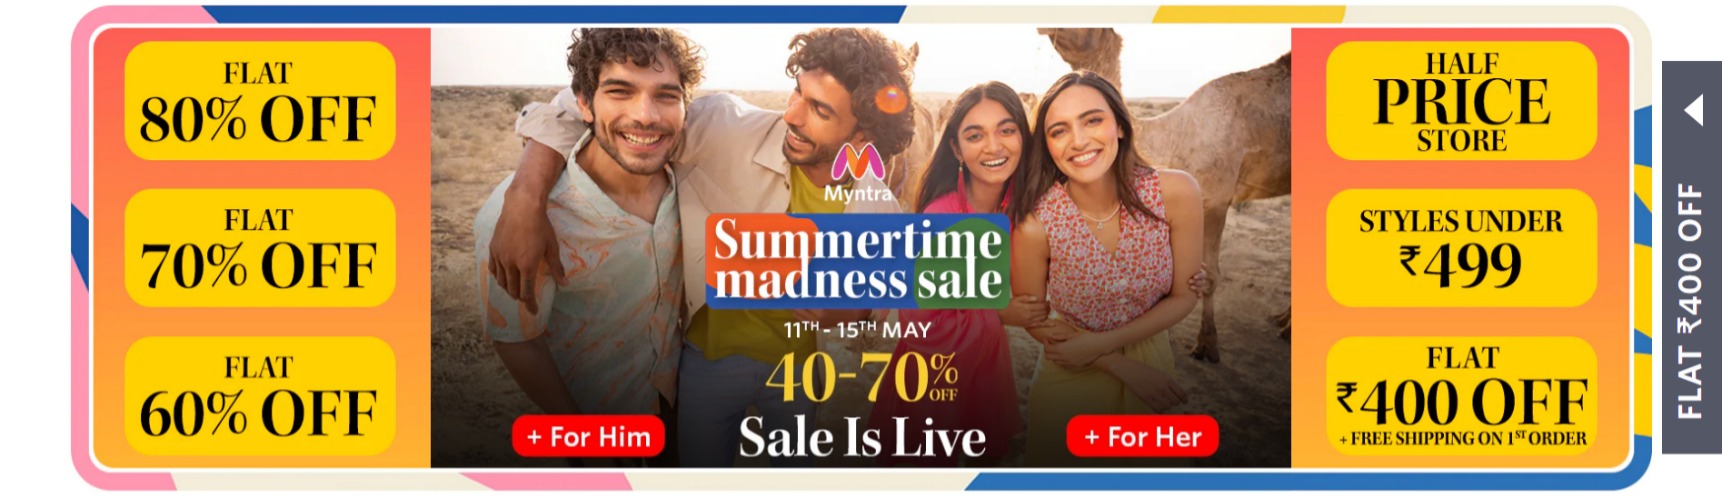 FLAT
80% OFF
FLAT
70% OFF
FLAT
60% OFF
Myntra
Summertime
madness sale
11TH - 15TH MAY
40-70%
OFF
Sale Is Live
+ For Him
+ For Her
HALF
PRICE
STORE
STYLES UNDER
₹499
FLAT
₹400 OFF
+ FREE SHIPPING ON 1ST ORDER
FLAT ₹400 OFF